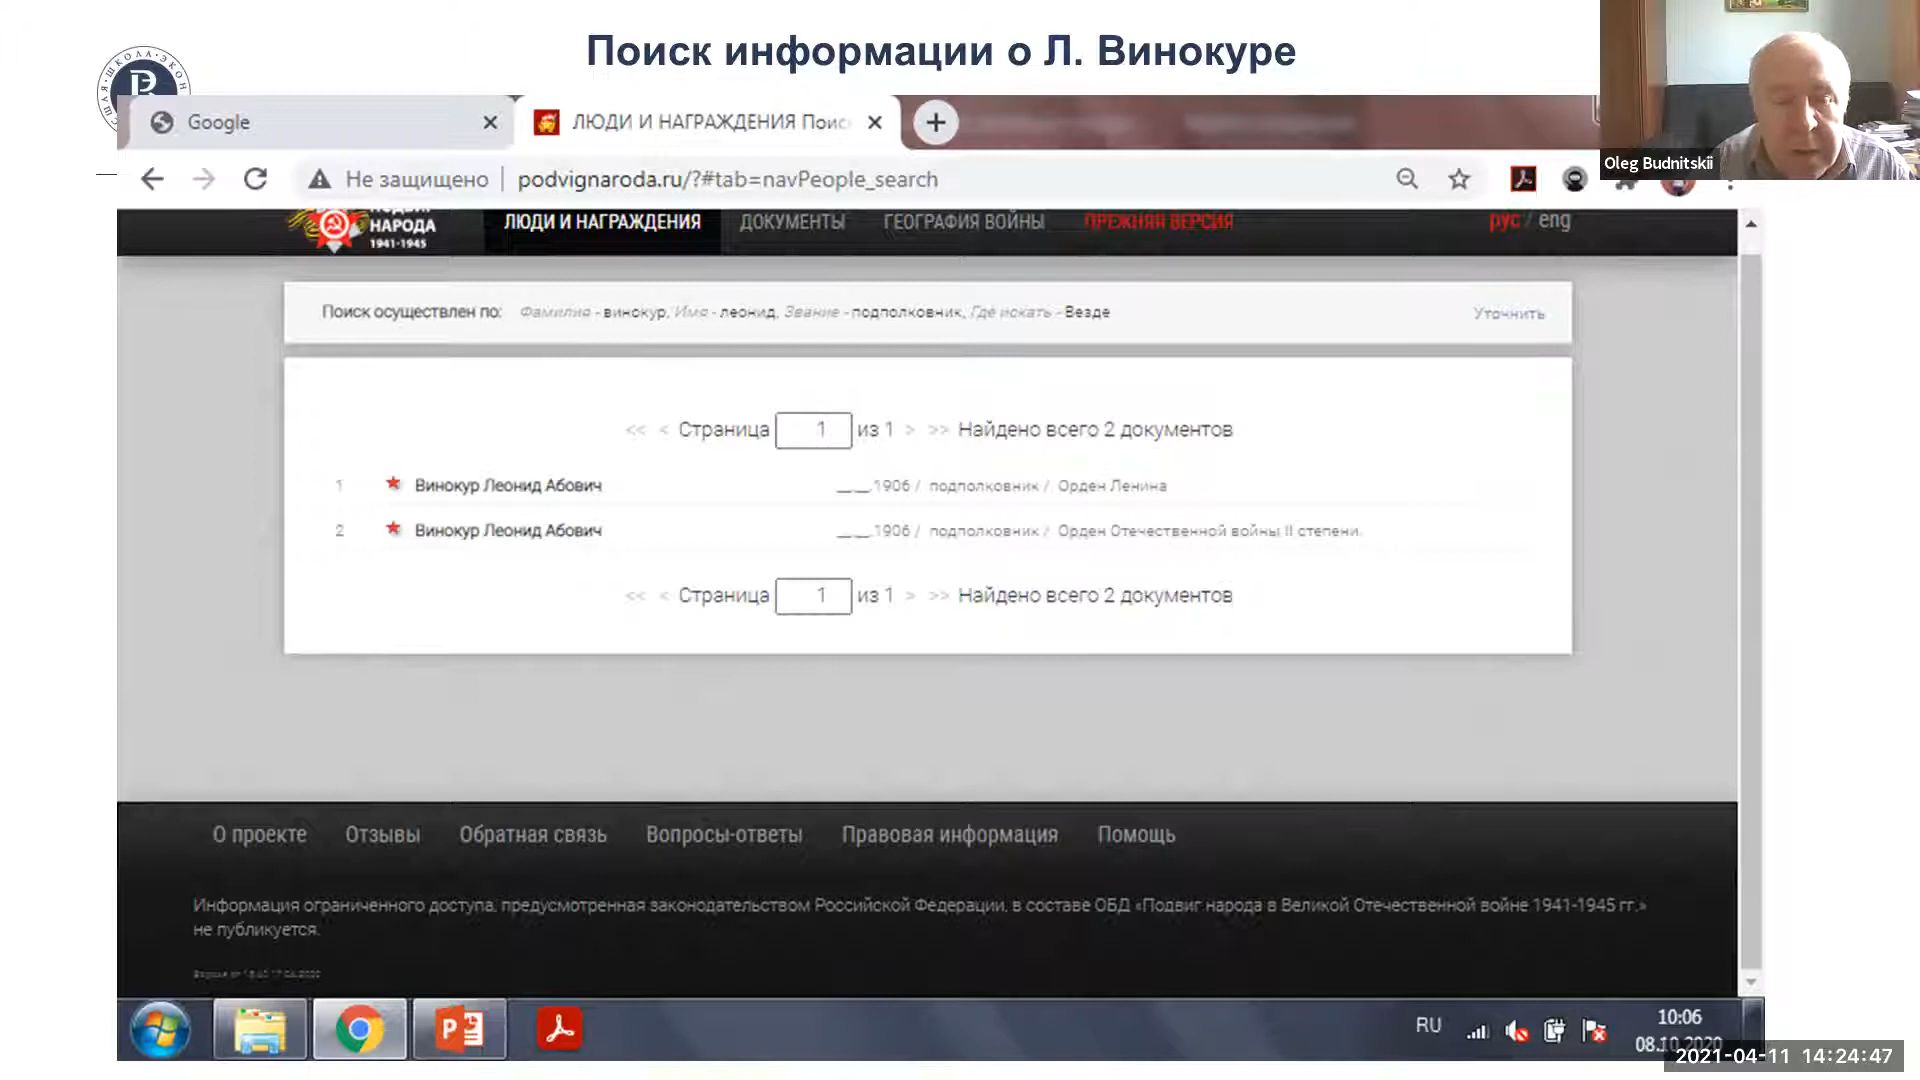 Поиск информации о Л. Винокуре
ШКОЛА ЭКОН
Google
ЛЮДИ И НАГРАЖДЕНИЯ Поис
Oleg Budnitskii
Не защищено
podvignaroda.ru/?#tab=navPeople_search
НАРОДА
1941-1945
ЛЮДИ И НАГРАЖДЕНИЯ
ДОКУМЕНТЫ
ГЕОГРАФИЯ ВОЙНЫ
ПРЕЖНЯЯ ВЕРСИЯ
рус / eng
Поиск осуществлен по: Фамилия - винокур, Имя - леонид, Звание - подполковник, Где искать - Везде
Уточнить
<< < Страница 1 из 1 > >> Найдено всего 2 документов
1 Винокур Леонид Абович __.__.1906 / подполковник / Орден Ленина
2 Винокур Леонид Абович __.__.1906 / подполковник / Орден Отечественной войны II степени.
<< < Страница 1 из 1 > >> Найдено всего 2 документов
О проекте Отзывы Обратная связь Вопросы-ответы Правовая информация Помощь
Информация ограниченного доступа, предусмотренная законодательством Российской Федерации, в составе ОБД «Подвиг народа в Великой Отечественной войне 1941-1945 гг.»
не публикуется.
RU
10:06
08.10.2020
2021-04-11 14:24:47